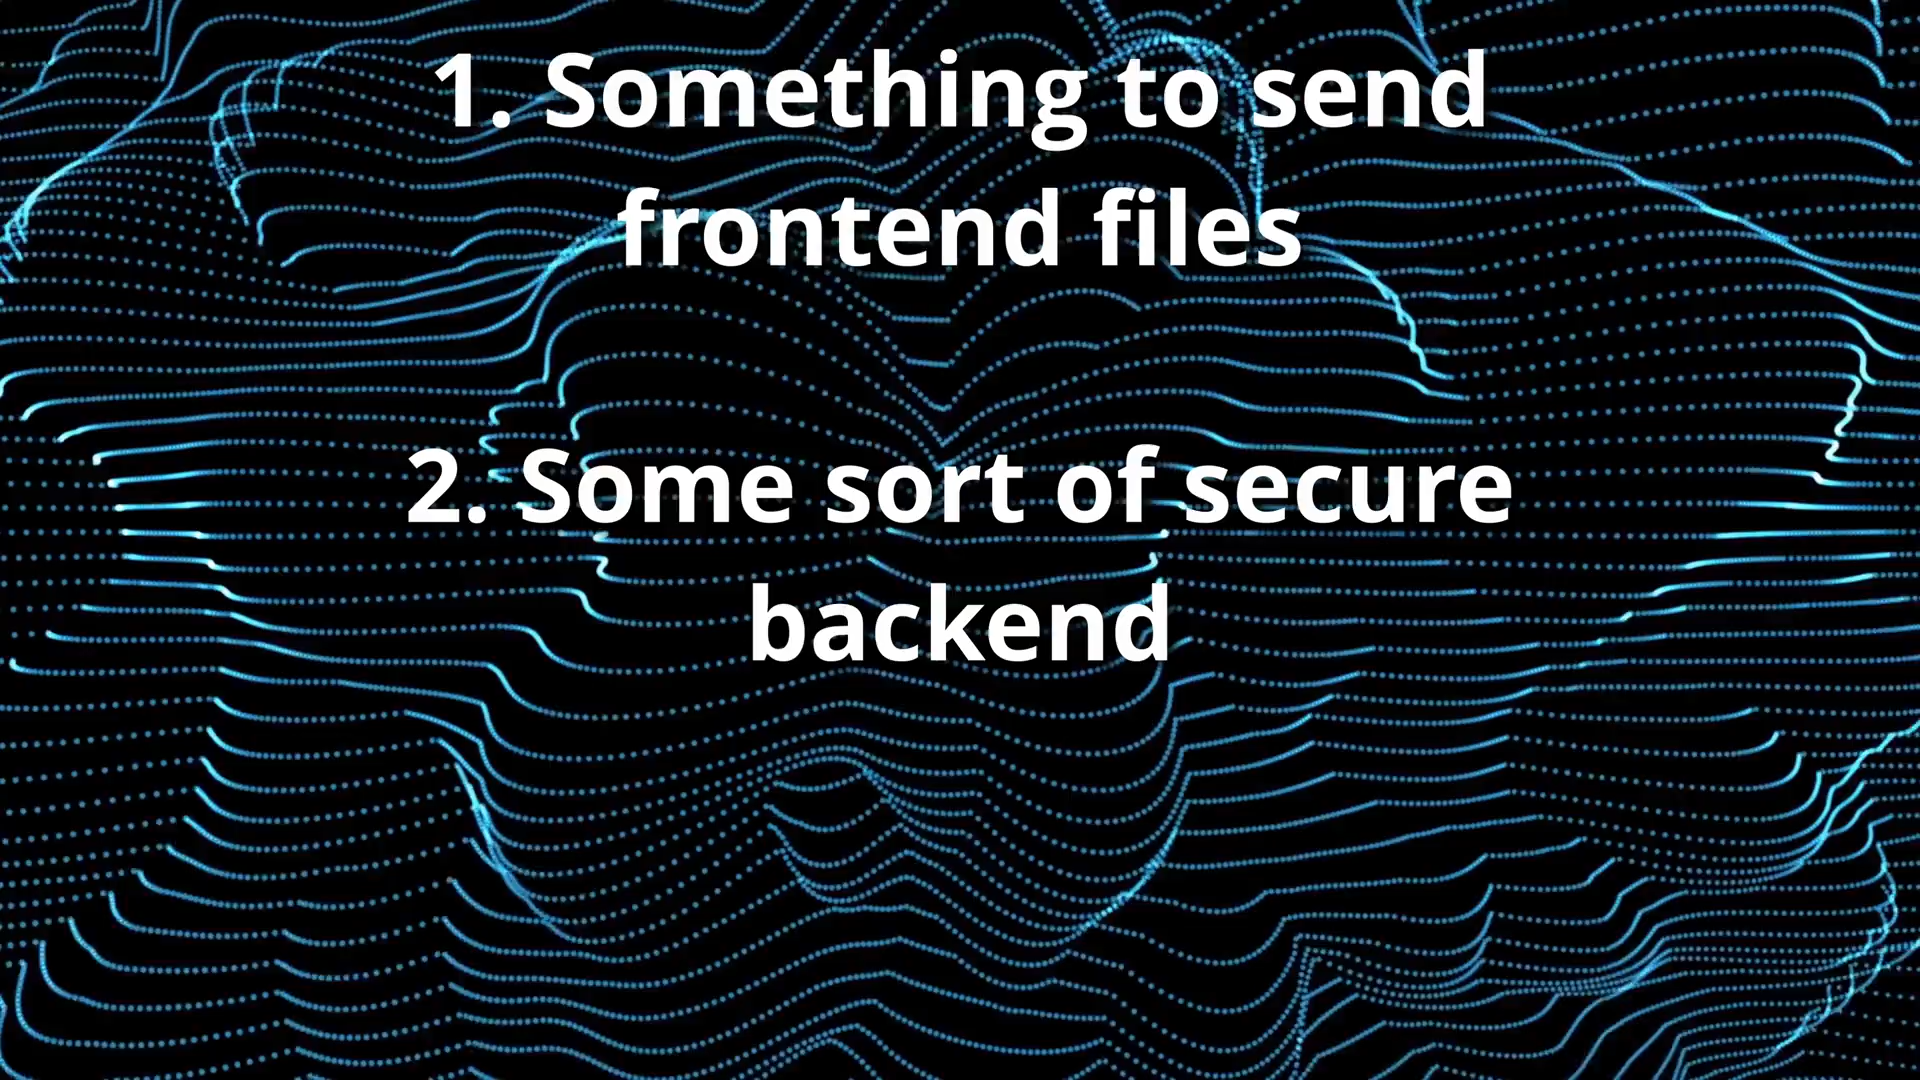 1. Something to send
frontend files
2. Some sort of secure
backend